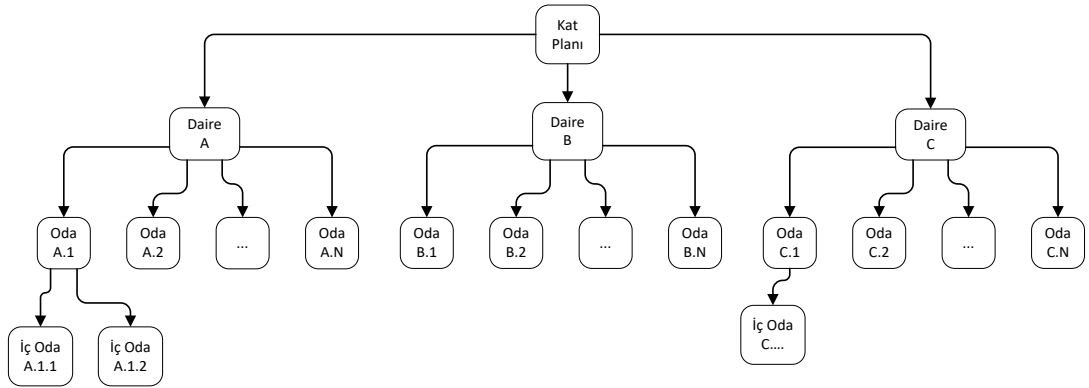 Kat
Planı
Daire
A
Daire
B
Daire
C
Oda
A.1
Oda
A.2
...
Oda
A.N
Oda
B.1
Oda
B.2
...
Oda
B.N
Oda
C.1
Oda
C.2
...
Oda
C.N
İç Oda
A.1.1
İç Oda
A.1.2
İç Oda
C....